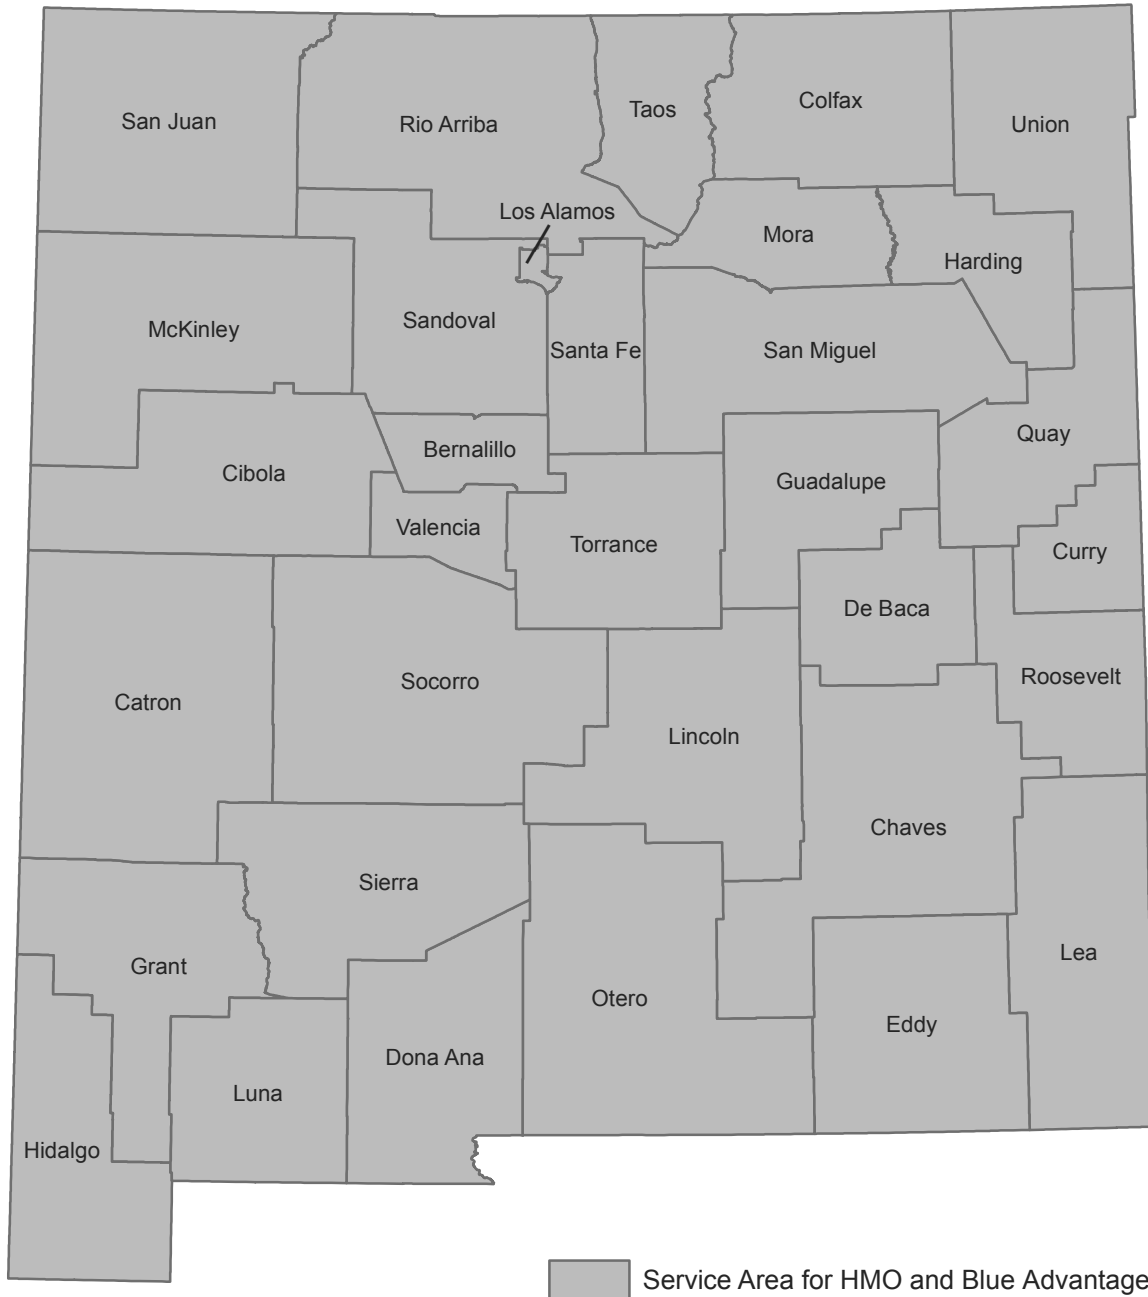 San Juan
Rio Arriba
Taos
Colfax
Union
Los Alamos
Mora
Harding
McKinley
Sandoval
Santa Fe
San Miguel
Quay
Bernalillo
Cibola
Guadalupe
Valencia
Torrance
Curry
De Baca
Catron
Socorro
Roosevelt
Lincoln
Chaves
Sierra
Grant
Lea
Otero
Eddy
Dona Ana
Luna
Hidalgo
Service Area for HMO and Blue Advantage